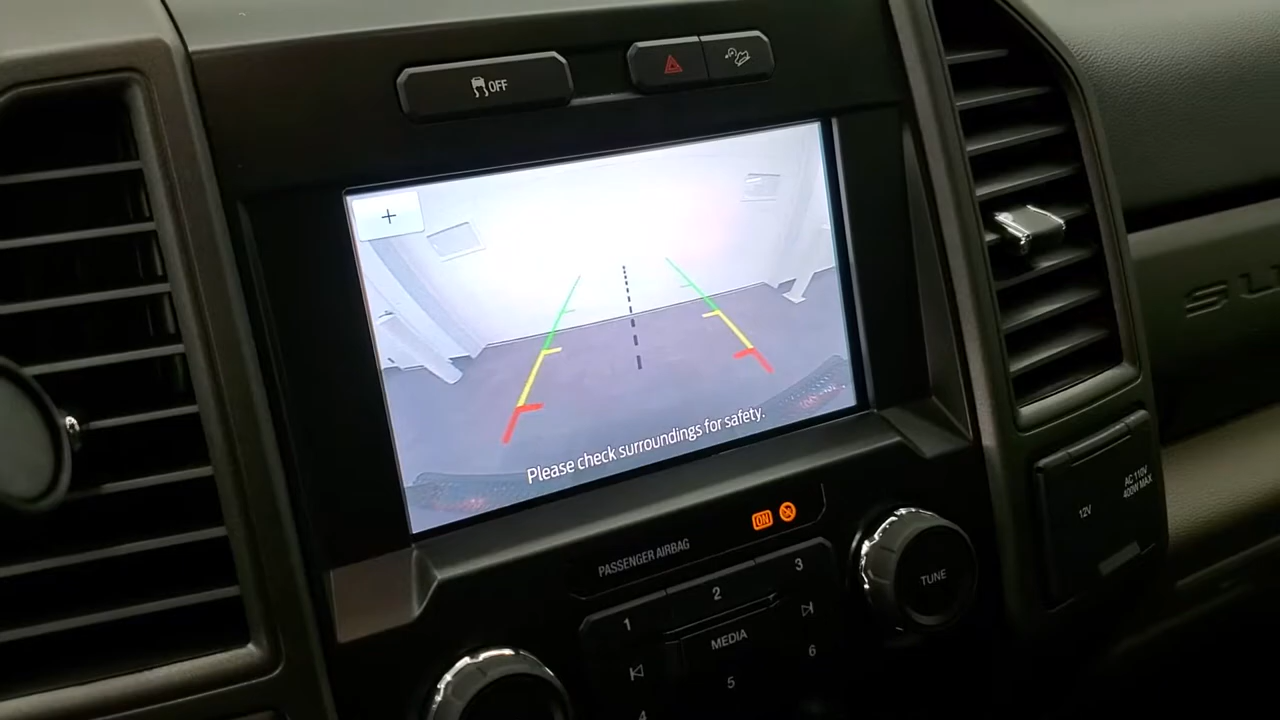 OFF
+
Please check surroundings for safety.
PASSENGER AIRBAG
ON
1
2
3
MEDIA
4
5
6
TUNE
12V
AC 110V
400W MAX